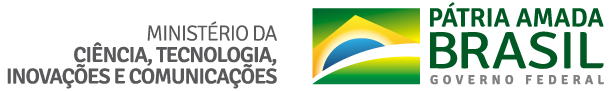 MINISTÉRIO DA
CIÊNCIA, TECNOLOGIA,
INOVAÇÕES E COMUNICAÇÕES
PÁTRIA AMADA
BRASIL
GOVERNO FEDERAL